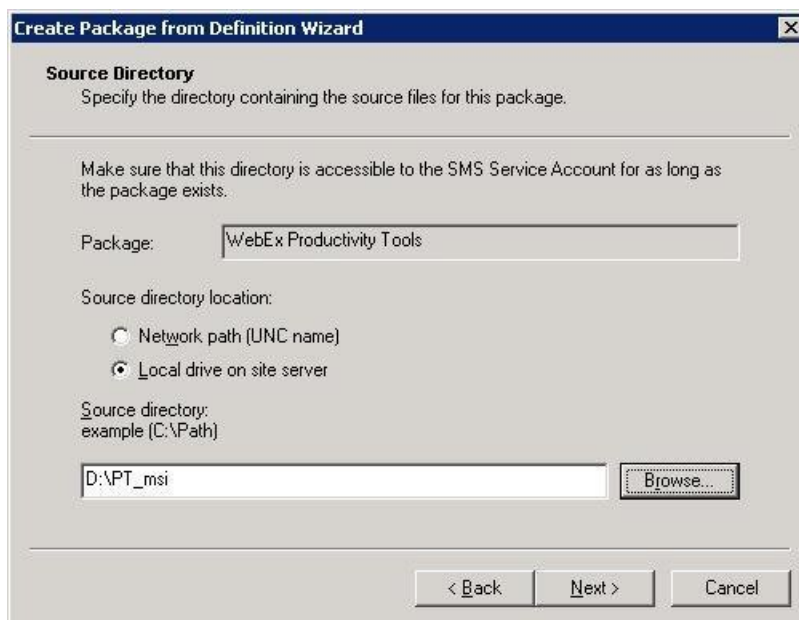 Create Package from Definition Wizard
Source Directory
Specify the directory containing the source files for this package.
Make sure that this directory is accessible to the SMS Service Account for as long as
the package exists.
Package: WebEx Productivity Tools
Source directory location:
Network path (UNC name)
Local drive on site server
Source directory:
example (C:\Path)
D:\PT_msi Browse...
< Back Next > Cancel